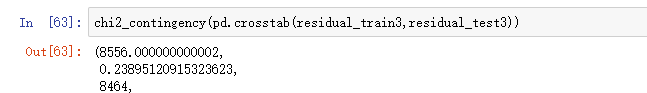 In [63]: chi2_contingency(pd.crosstab(residual_train3,residual_test3))
Out[63]: (8556.000000000002,
0.23895120915323623,
8464,